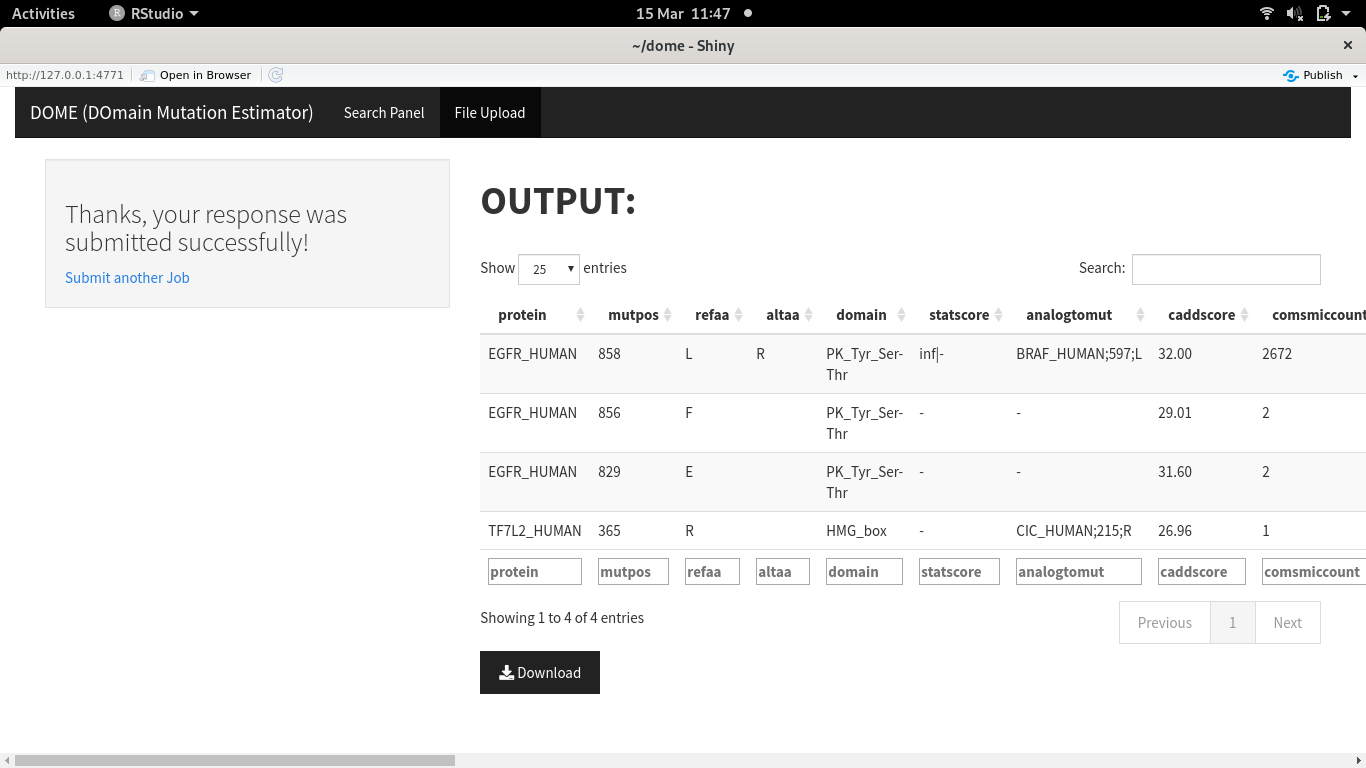 Activities RStudio 15 Mar 11:47
~/dome - Shiny ×
http://127.0.0.1:4771 Open in Browser Publish
DOME (DOmain Mutation Estimator) Search Panel File Upload
Thanks, your response was
submitted successfully!
Submit another Job
OUTPUT:
Show 25 entries Search:
protein mutpos refaa altaa domain statscore analogtomut caddscore comsmiccount
EGFR_HUMAN 858 L R PK_Tyr_Ser- inf|- BRAF_HUMAN;597;L 32.00 2672
Thr
EGFR_HUMAN 856 F PK_Tyr_Ser- - - 29.01 2
Thr
EGFR_HUMAN 829 E PK_Tyr_Ser- - - 31.60 2
Thr
TF7L2_HUMAN 365 R HMG_box - CIC_HUMAN;215;R 26.96 1
protein mutpos refaa altaa domain statscore analogtomut caddscore comsmiccount
Showing 1 to 4 of 4 entries Previous 1 Next
Download